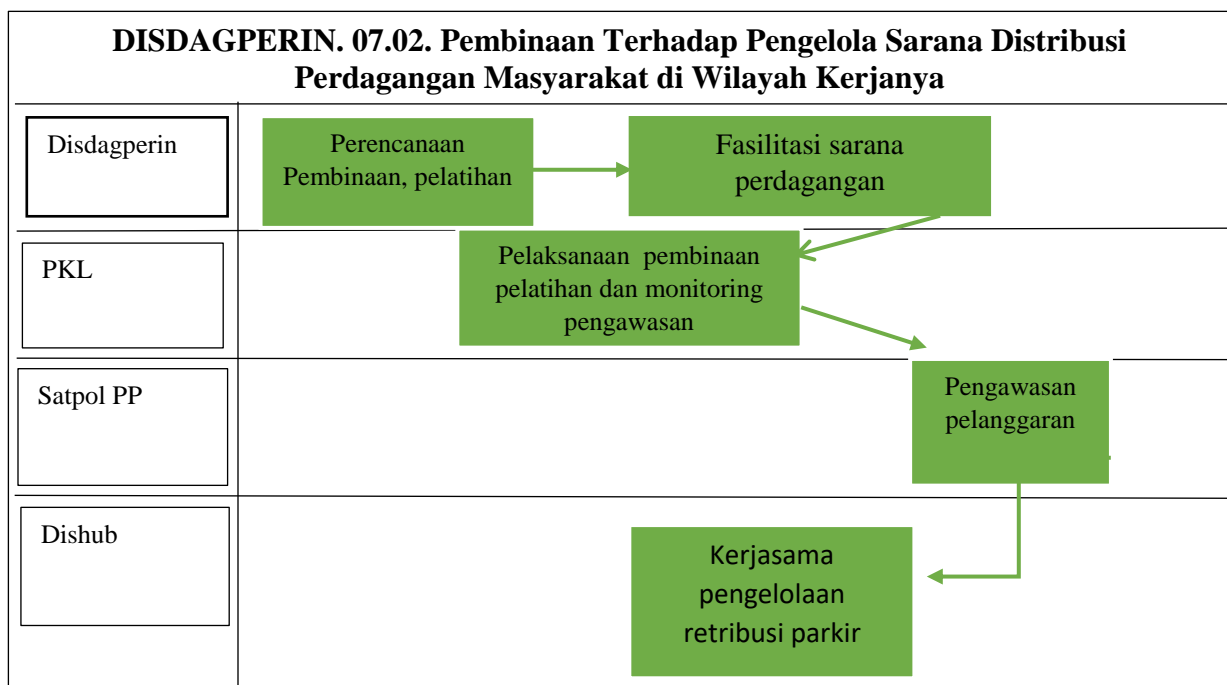 DISDAGPERIN. 07.02. Pembinaan Terhadap Pengelola Sarana Distribusi
Perdagangan Masyarakat di Wilayah Kerjanya
Disdagperin
Perencanaan
Pembinaan, pelatihan
Fasilitasi sarana
perdagangan
PKL
Pelaksanaan pembinaan
pelatihan dan monitoring
pengawasan
Satpol PP
Pengawasan
pelanggaran
Dishub
Kerjasama
pengelolaan
retribusi parkir